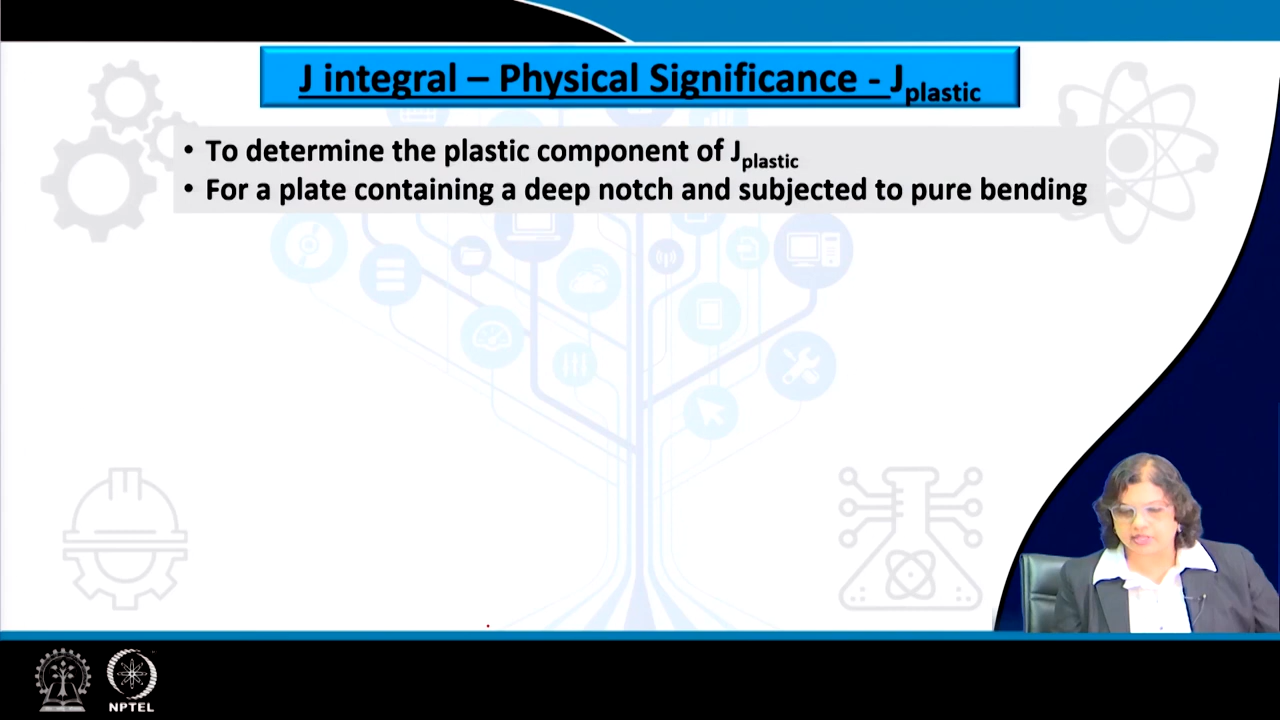 J integral – Physical Significance - Jplastic
• To determine the plastic component of Jplastic
• For a plate containing a deep notch and subjected to pure bending
NPTEL